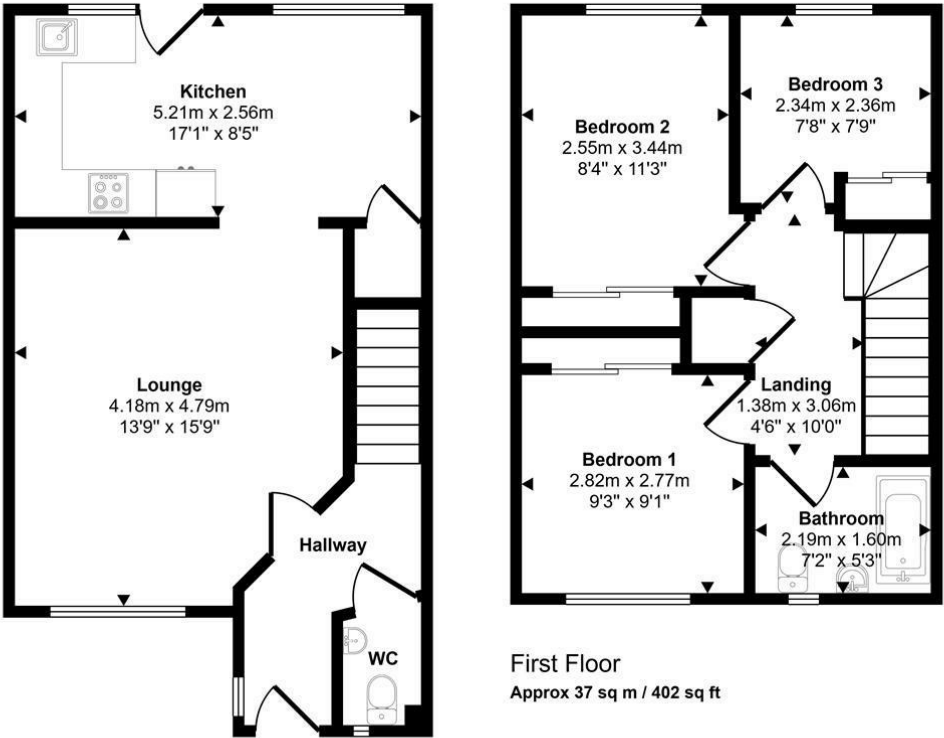 Kitchen
5.21m x 2.56m
17'1" x 8'5"
Lounge
4.18m x 4.79m
13'9" x 15'9"
Hallway
WC
Bedroom 2
2.55m x 3.44m
8'4" x 11'3"
Bedroom 3
2.34m x 2.36m
7'8" x 7'9"
Landing
1.38m x 3.06m
4'6" x 10'0"
Bedroom 1
2.82m x 2.77m
9'3" x 9'1"
Bathroom
2.19m x 1.60m
7'2" x 5'3"
First Floor
Approx 37 sq m / 402 sq ft